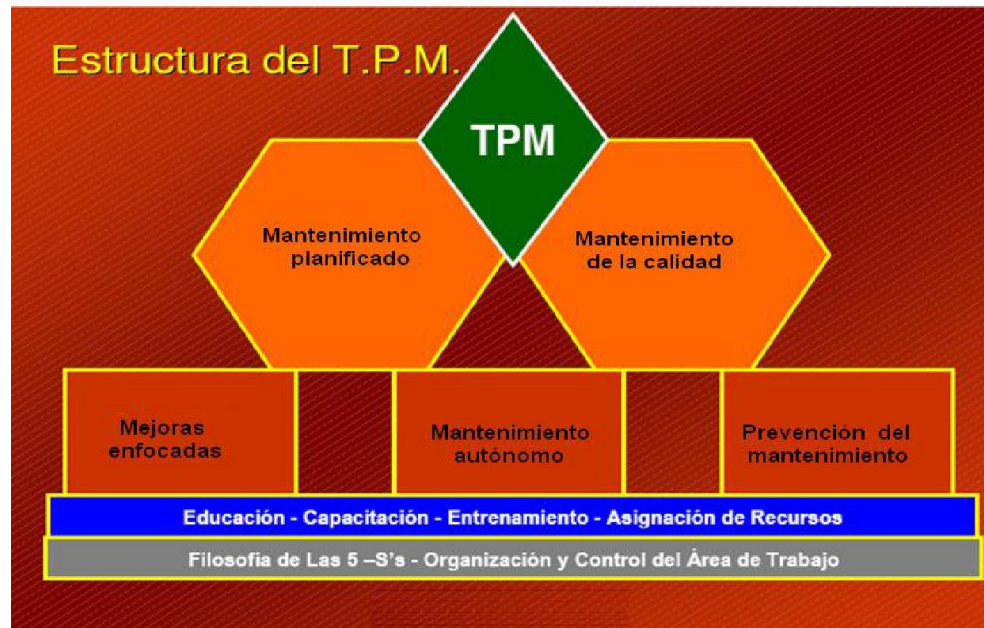 Estructura del T.P.M.
TPM
Mantenimiento
planificado
Mantenimiento
de la calidad
Mejoras
enfocadas
Mantenimiento
autónomo
Prevención del
mantenimiento
Educación - Capacitación - Entrenamiento - Asignación de Recursos
Filosofía de Las 5 –S's - Organización y Control del Área de Trabajo